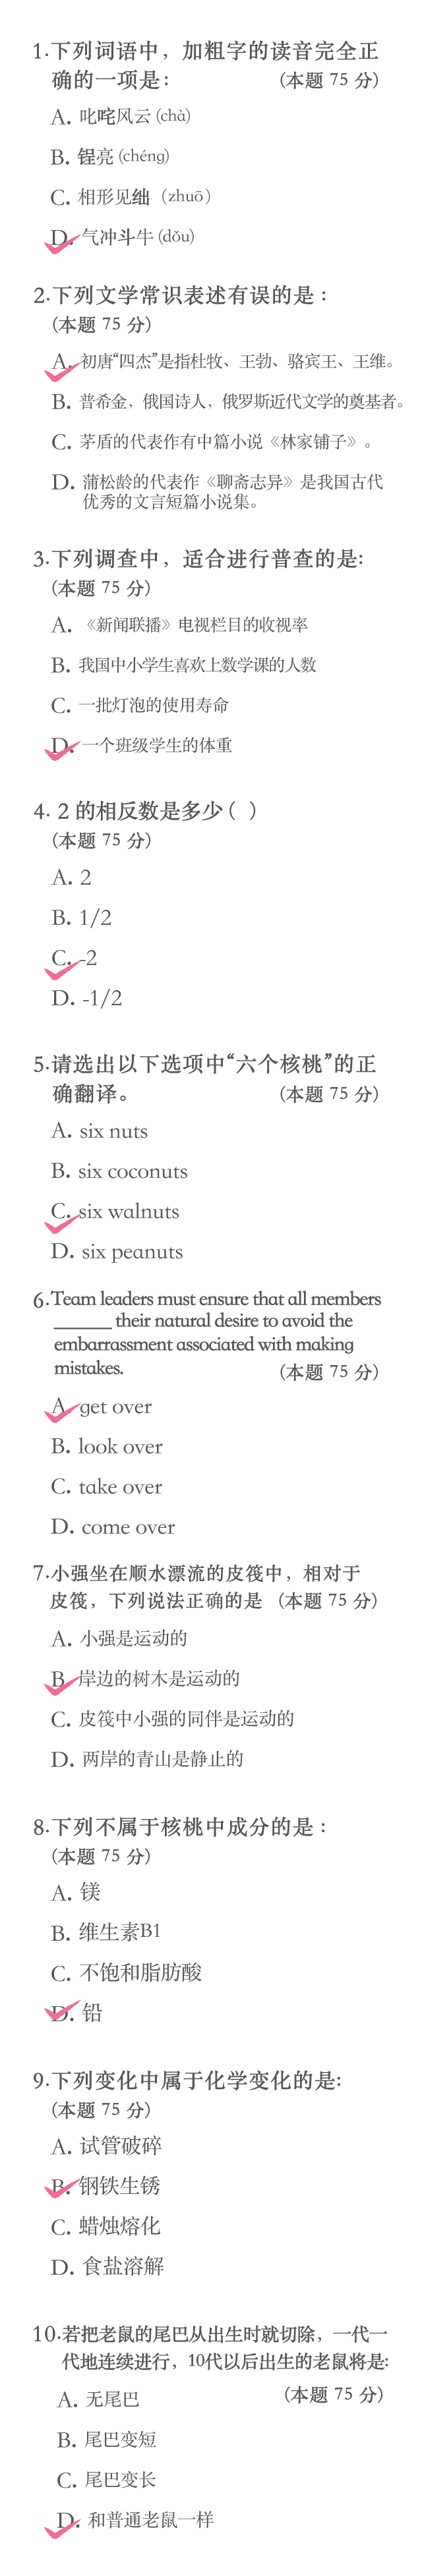 1.下列词语中，加粗字的读音完全正
确的一项是： (本题 75 分)
A. 叱咤风云 (chà)
B. 锃亮 (chéng)
C. 相形见绌 (zhuō)
D. 气冲斗牛 (dǒu)
2.下列文学常识表述有误的是：
(本题 75 分)
A. 初唐“四杰”是指杜牧、王勃、骆宾王、王维。
B. 普希金，俄国诗人，俄罗斯近代文学的奠基者。
C. 茅盾的代表作有中篇小说《林家铺子》。
D. 蒲松龄的代表作《聊斋志异》是我国古代
优秀的文言短篇小说集。
3.下列调查中，适合进行普查的是:
(本题 75 分)
A. 《新闻联播》电视栏目的收视率
B. 我国中小学生喜欢上数学课的人数
C. 一批灯泡的使用寿命
D. 一个班级学生的体重
4. 2 的相反数是多少 ( )
(本题 75 分)
A. 2
B. 1/2
C. -2
D. -1/2
5.请选出以下选项中“六个核桃”的正
确翻译。 (本题 75 分)
A. six nuts
B. six coconuts
C. six walnuts
D. six peanuts
6.Team leaders must ensure that all members
______ their natural desire to avoid the
embarrassment associated with making
mistakes. (本题 75 分)
A. get over
B. look over
C. take over
D. come over
7.小强坐在顺水漂流的皮筏中，相对于
皮筏，下列说法正确的是 (本题 75 分)
A. 小强是运动的
B. 岸边的树木是运动的
C. 皮筏中小强的同伴是运动的
D. 两岸的青山是静止的
8.下列不属于核桃中成分的是：
(本题 75 分)
A. 镁
B. 维生素B1
C. 不饱和脂肪酸
D. 铅
9.下列变化中属于化学变化的是:
(本题 75 分)
A. 试管破碎
B. 钢铁生锈
C. 蜡烛熔化
D. 食盐溶解
10.若把老鼠的尾巴从出生时就切除，一代一
代地连续进行，10代以后出生的老鼠将是:
(本题 75 分)
A. 无尾巴
B. 尾巴变短
C. 尾巴变长
D. 和普通老鼠一样